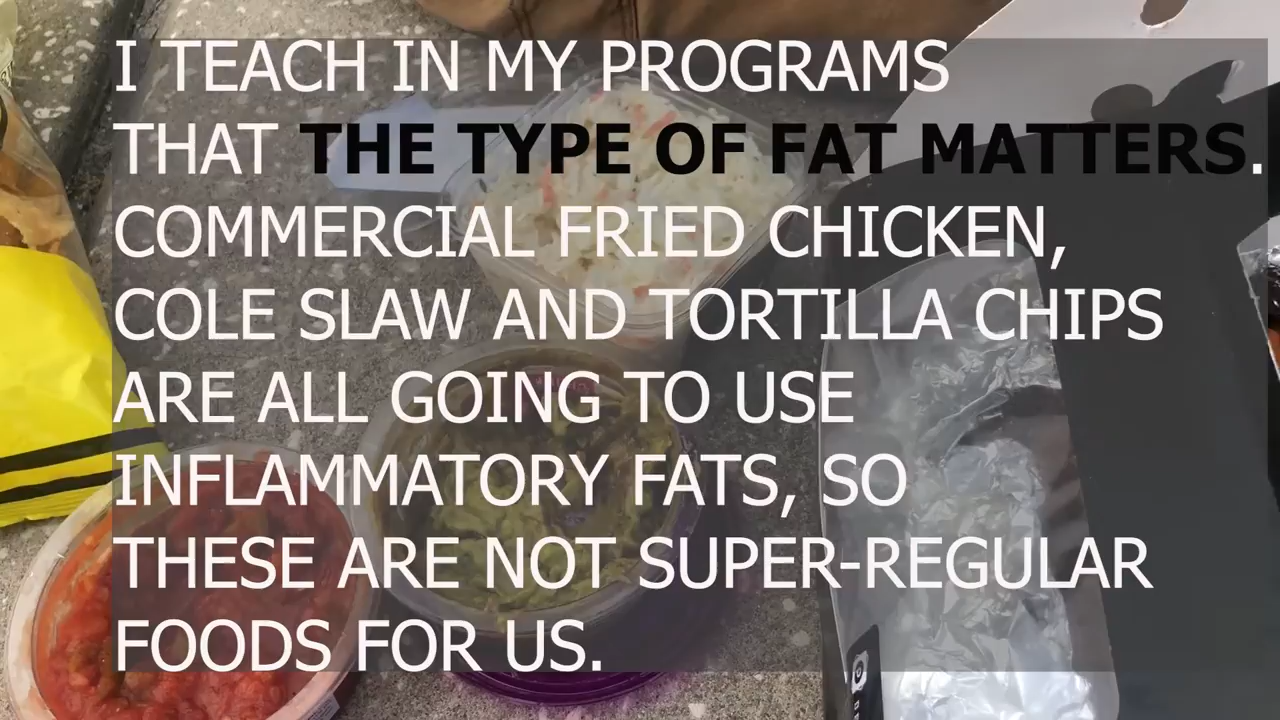 I TEACH IN MY PROGRAMS
THAT THE TYPE OF FAT MATTERS.
COMMERCIAL FRIED CHICKEN,
COLE SLAW AND TORTILLA CHIPS
ARE ALL GOING TO USE
INFLAMMATORY FATS, SO
THESE ARE NOT SUPER-REGULAR
FOODS FOR US.